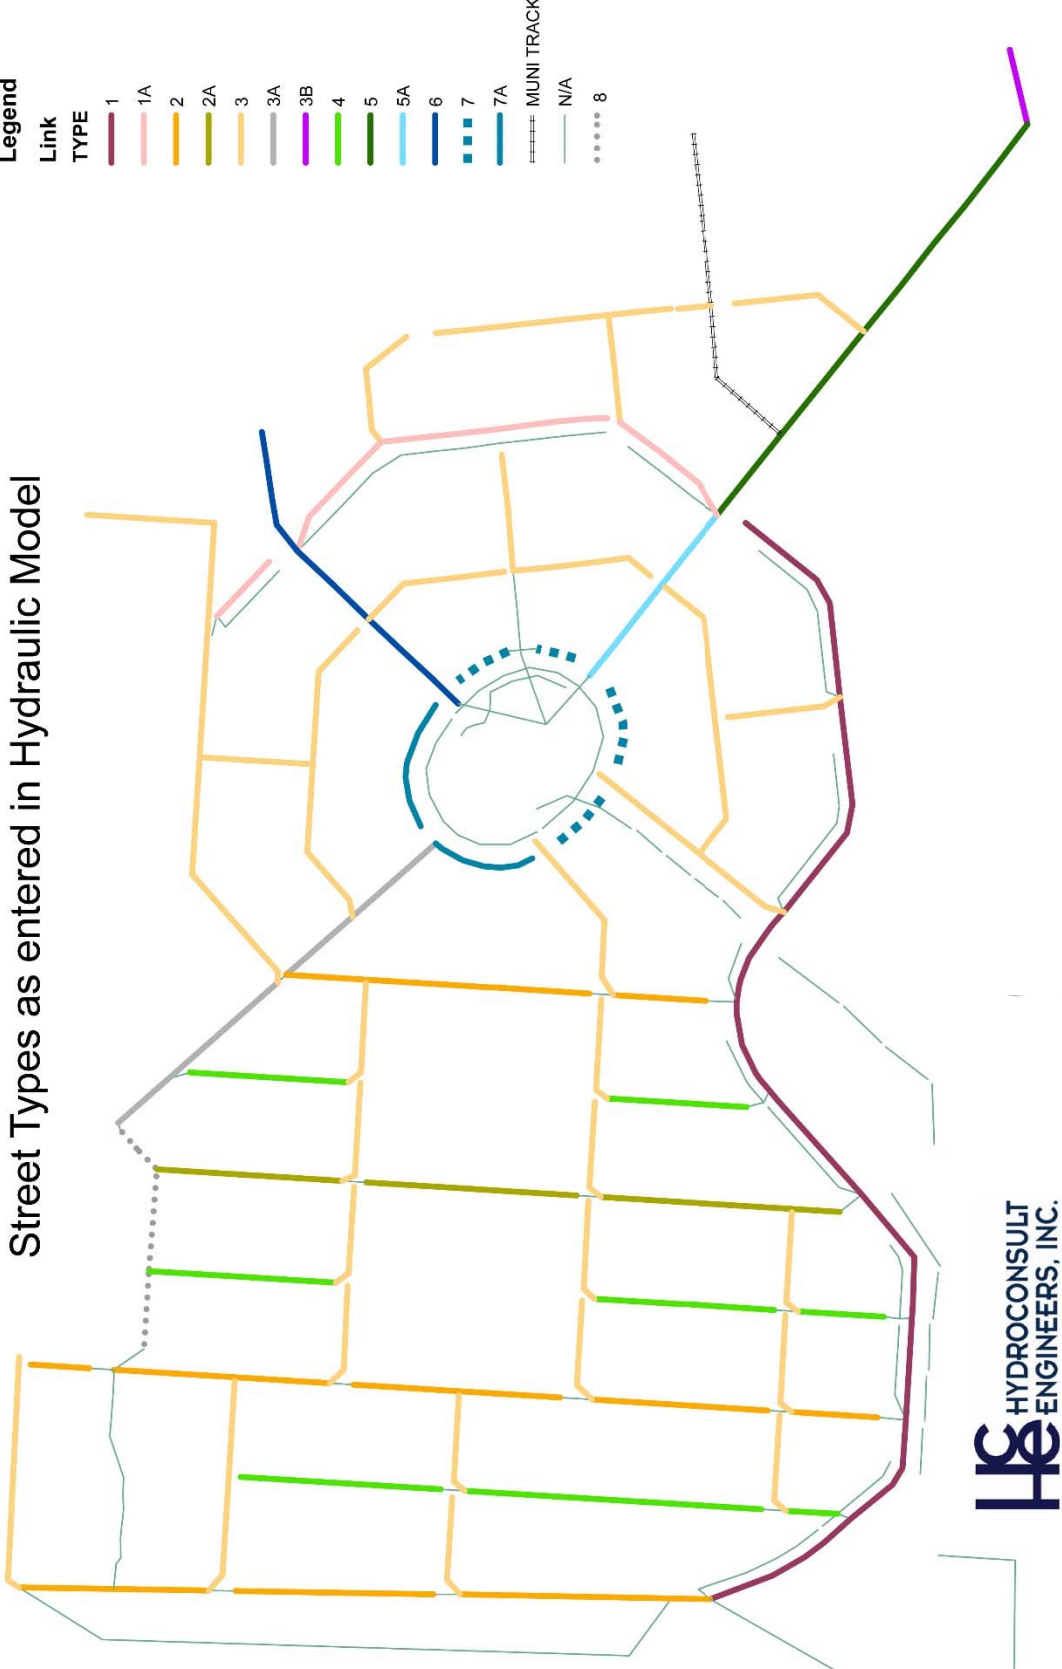 Street Types as entered in Hydraulic Model
Legend
Link
TYPE
1
1A
2
2A
3
3A
3B
4
5
5A
6
7
7A
MUNI TRACK
N/A
8
HCE HYDROCONSULT
ENGINEERS, INC.